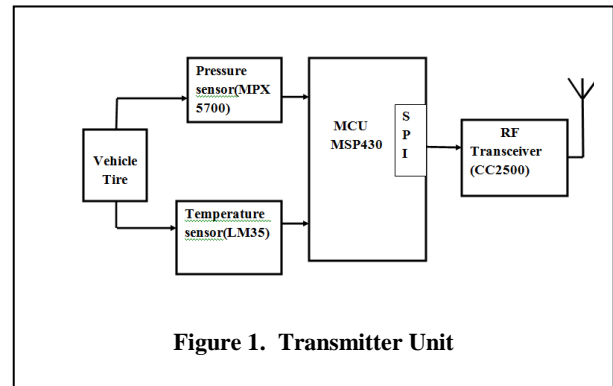 Pressure
sensor(MPX
5700)
Vehicle
Tire
Temperature
sensor(LM35)
MCU
MSP430
S
P
I
RF
Transceiver
(CC2500)
Figure 1. Transmitter Unit